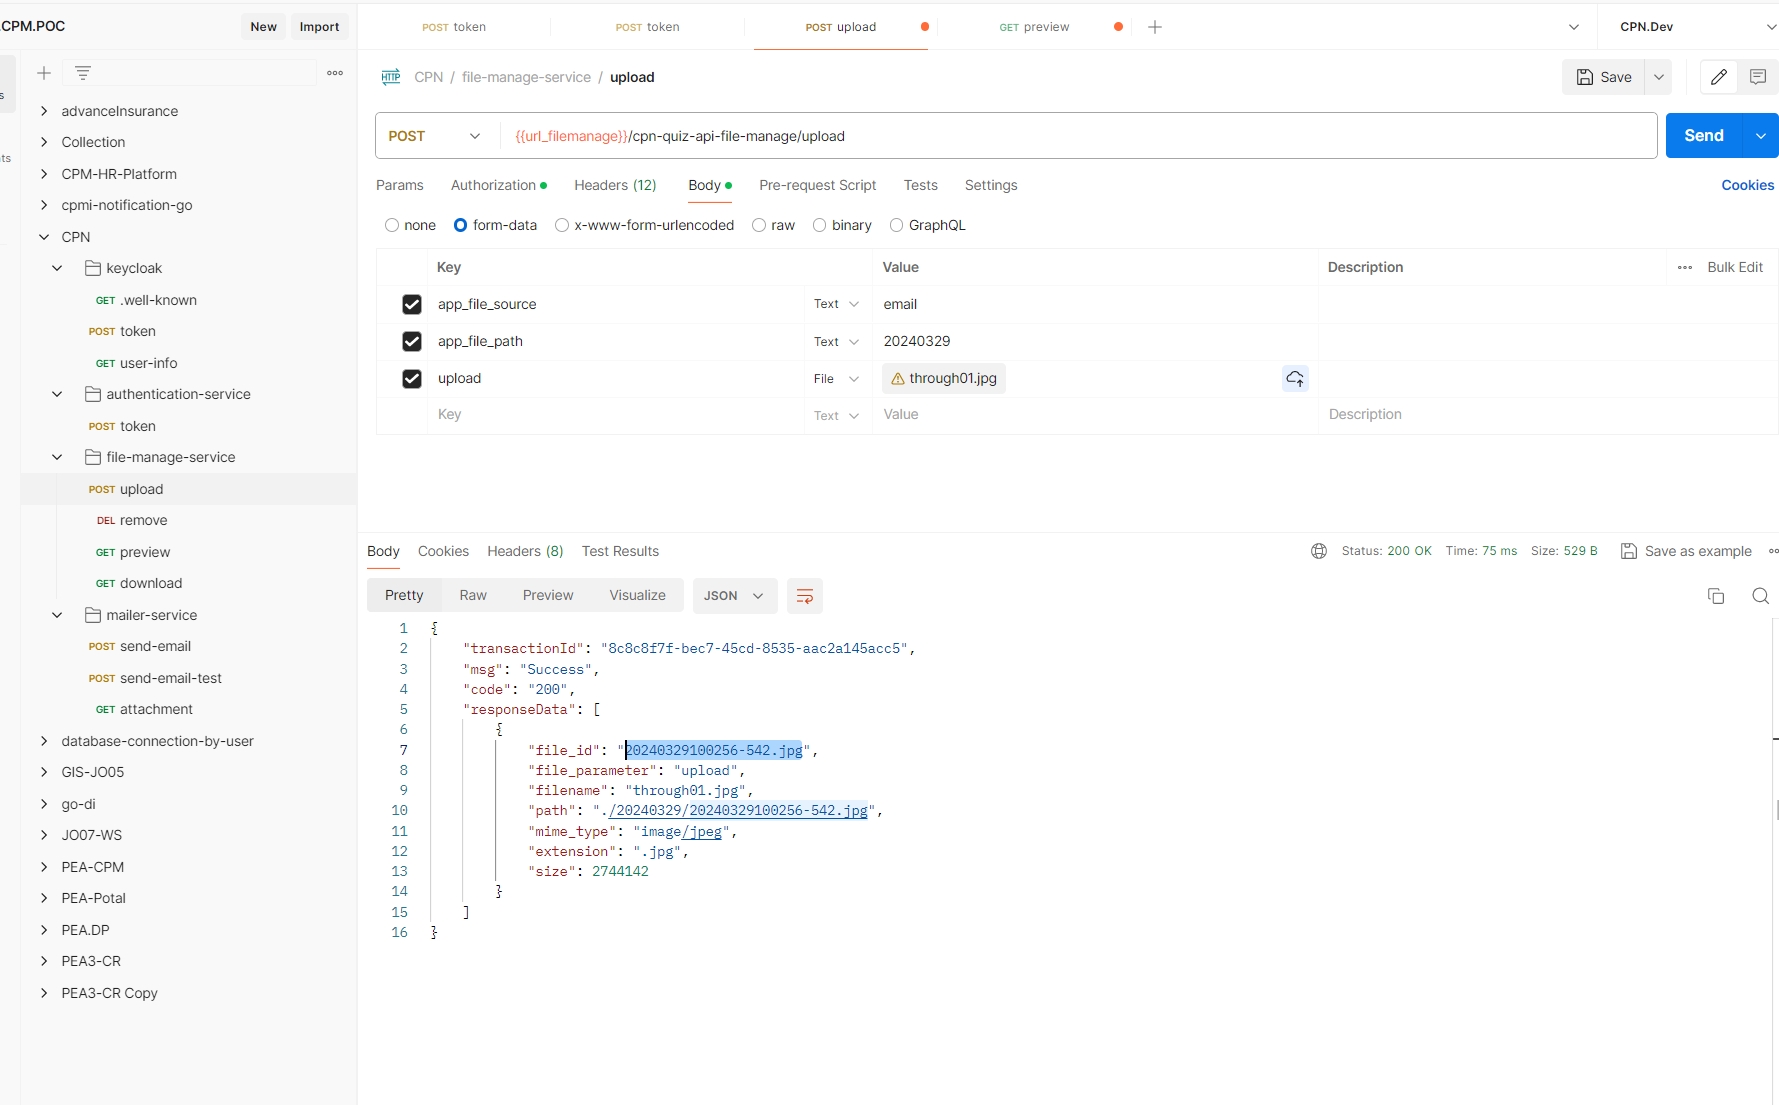 CPM.POC
New
Import
POST token
POST token
POST upload
GET preview
CPN.Dev
s
ts
HTTP CPN / file-manage-service / upload
Save
POST
{{url_filemanage}}/cpn-quiz-api-file-manage/upload
Send
Params
Authorization
Headers (12)
Body
Pre-request Script
Tests
Settings
Cookies
none
form-data
x-www-form-urlencoded
raw
binary
GraphQL
Key
Value
Description
Bulk Edit
app_file_source
Text
email
app_file_path
Text
20240329
upload
File
through01.jpg
Key
Text
Value
Description
advanceInsurance
Collection
CPM-HR-Platform
cpmi-notification-go
CPN
keycloak
GET .well-known
POST token
GET user-info
authentication-service
POST token
file-manage-service
POST upload
DEL remove
GET preview
GET download
mailer-service
POST send-email
POST send-email-test
GET attachment
database-connection-by-user
GIS-JO05
go-di
JO07-WS
PEA-CPM
PEA-Potal
PEA.DP
PEA3-CR
PEA3-CR Copy
Body
Cookies
Headers (8)
Test Results
Status: 200 OK
Time: 75 ms
Size: 529 B
Save as example
Pretty
Raw
Preview
Visualize
JSON
1 {
2 "transactionId": "8c8c8f7f-bec7-45cd-8535-aac2a145acc5",
3 "msg": "Success",
4 "code": "200",
5 "responseData": [
6 {
7 "file_id": "20240329100256-542.jpg",
8 "file_parameter": "upload",
9 "filename": "through01.jpg",
10 "path": "./20240329/20240329100256-542.jpg",
11 "mime_type": "image/jpeg",
12 "extension": ".jpg",
13 "size": 2744142
14 }
15 ]
16 }